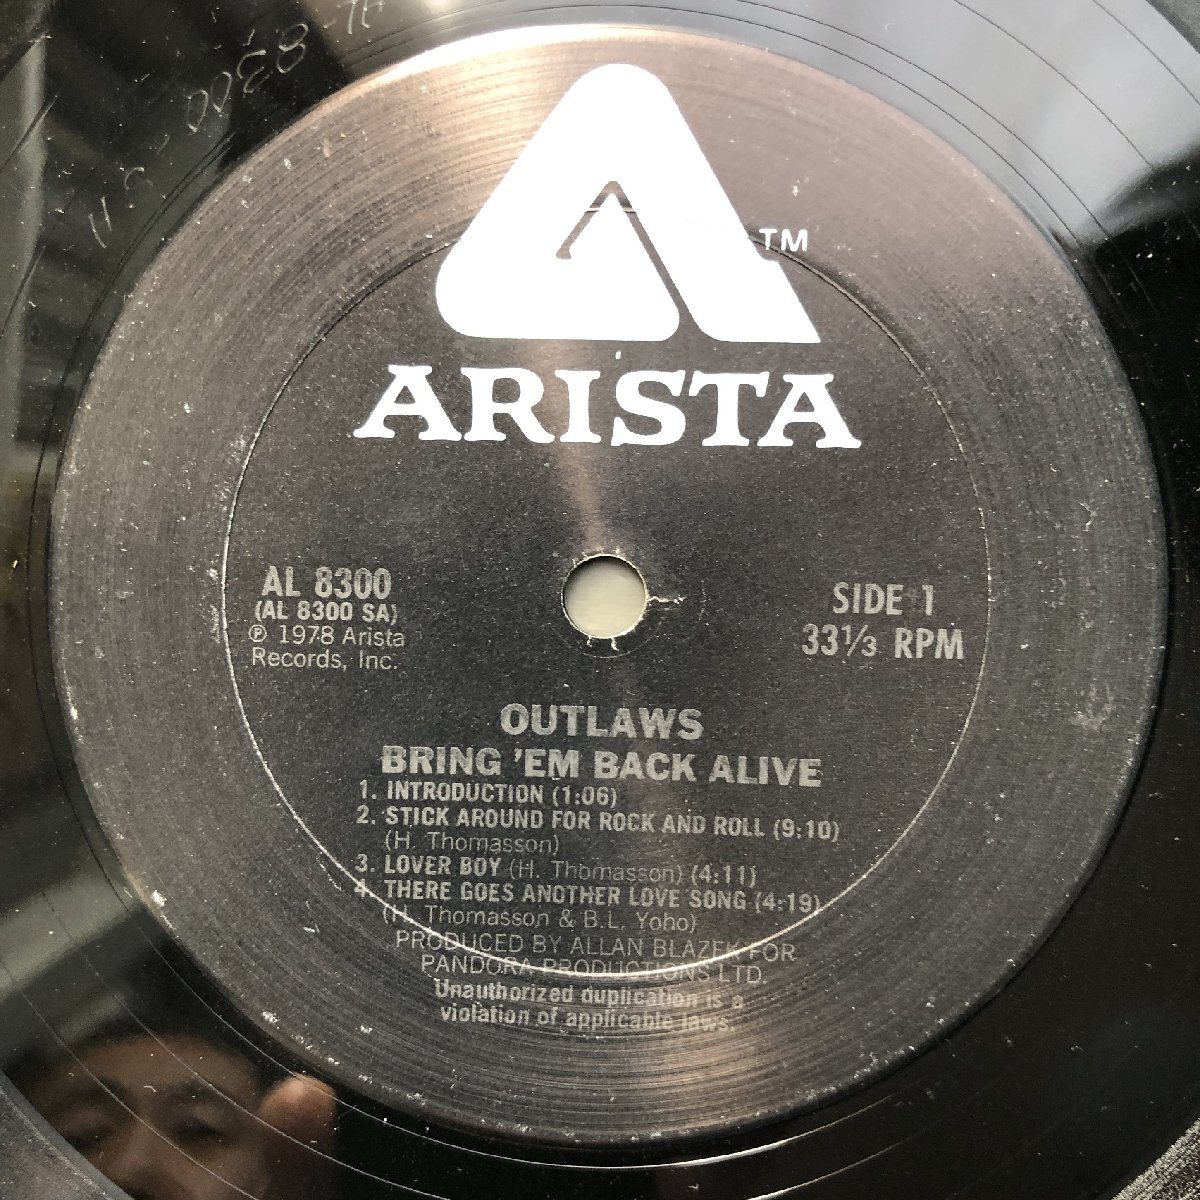 TM
ARISTA
AL 8300
(AL 8300 SA)
℗ 1978 Arista
Records, Inc.
SIDE 1
33⅓ RPM
OUTLAWS
BRING 'EM BACK ALIVE
1. INTRODUCTION (1:06)
2. STICK AROUND FOR ROCK AND ROLL (9:10)
(H. Thomasson)
3. LOVER BOY (H. Thomasson) (4:11)
4. THERE GOES ANOTHER LOVE SONG (4:19)
(H. Thomasson & B.L. Yoho)
PRODUCED BY ALLAN BLAZEK FOR
PANDORA PRODUCTIONS LTD.
Unauthorized duplication is a
violation of applicable laws.